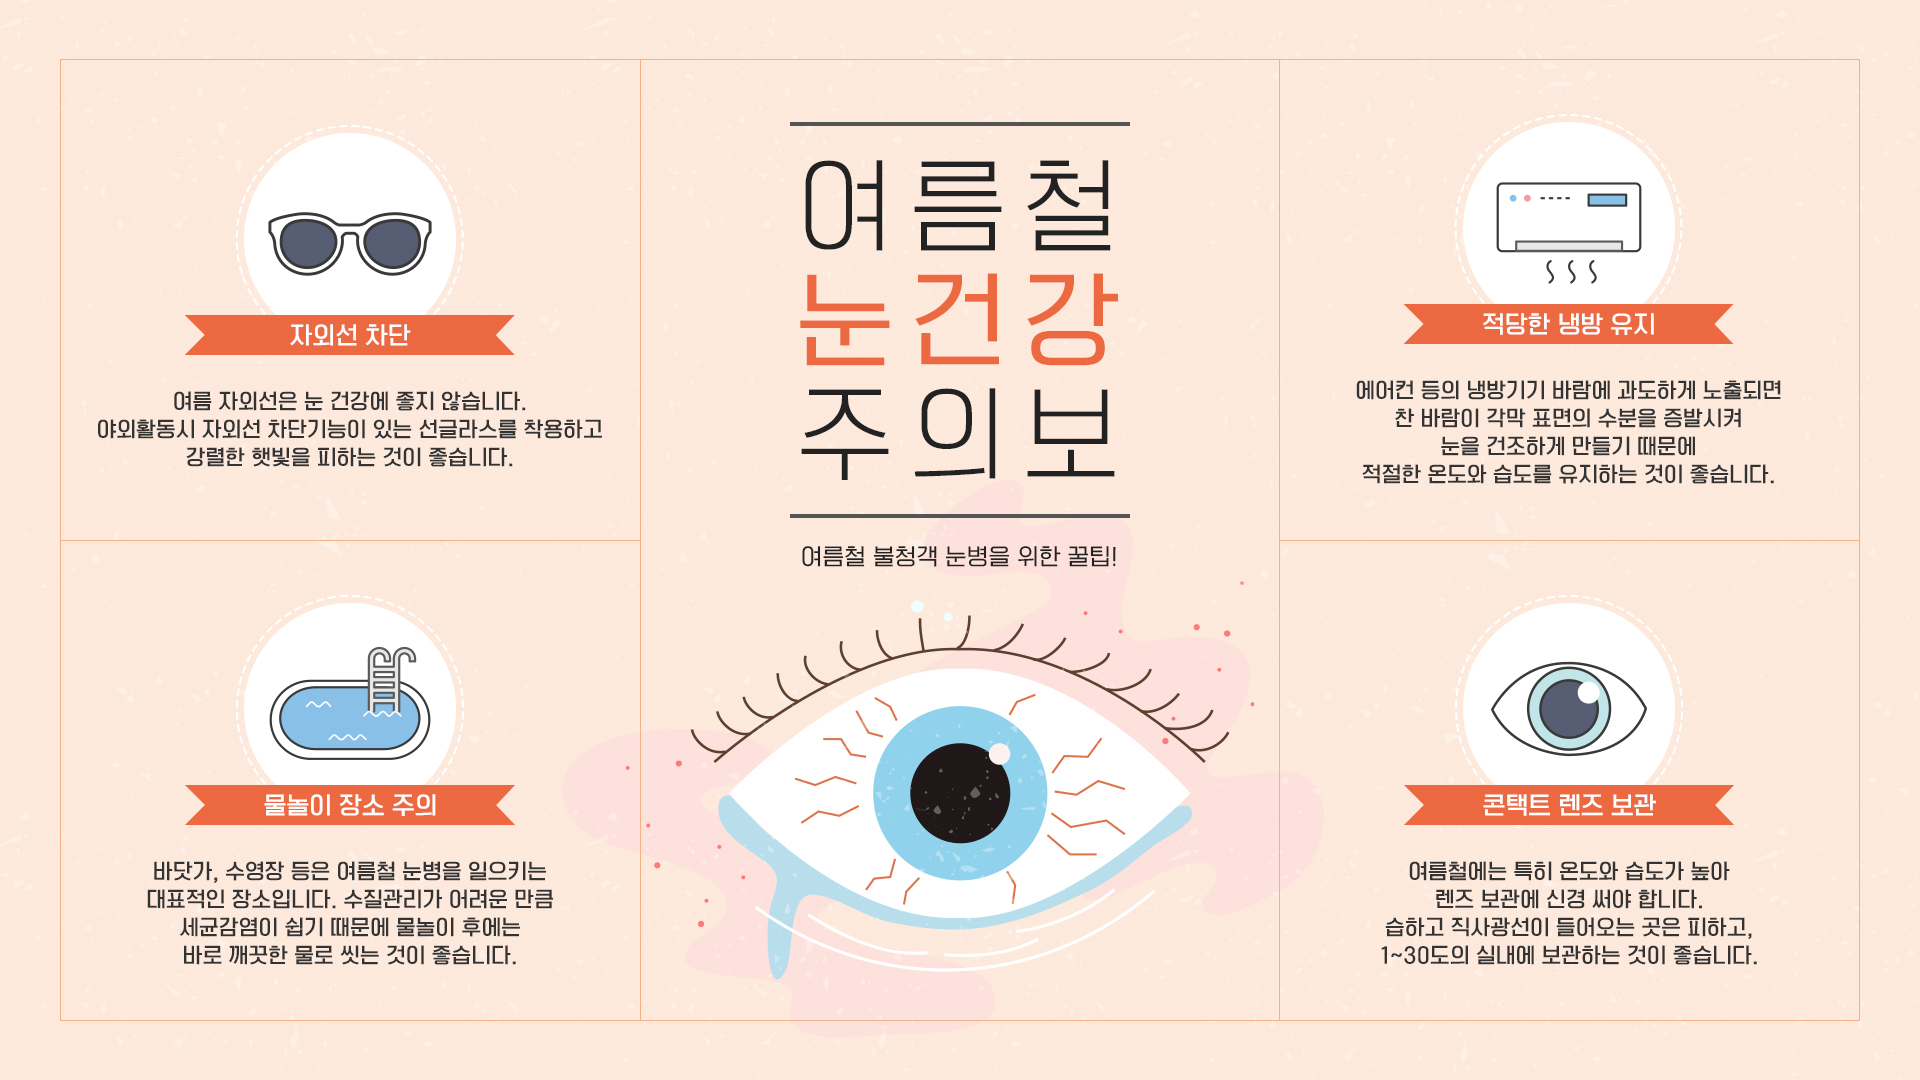 여름철
눈건강
주의보
여름철 불청객 눈병을 위한 꿀팁!
자외선 차단
여름 자외선은 눈 건강에 좋지 않습니다.
야외활동시 자외선 차단기능이 있는 선글라스를 착용하고
강렬한 햇빛을 피하는 것이 좋습니다.
적당한 냉방 유지
에어컨 등의 냉방기기 바람에 과도하게 노출되면
찬 바람이 각막 표면의 수분을 증발시켜
눈을 건조하게 만들기 때문에
적절한 온도와 습도를 유지하는 것이 좋습니다.
물놀이 장소 주의
바닷가, 수영장 등은 여름철 눈병을 일으키는
대표적인 장소입니다. 수질관리가 어려운 만큼
세균감염이 쉽기 때문에 물놀이 후에는
바로 깨끗한 물로 씻는 것이 좋습니다.
콘택트 렌즈 보관
여름철에는 특히 온도와 습도가 높아
렌즈 보관에 신경 써야 합니다.
습하고 직사광선이 들어오는 곳은 피하고,
1~30도의 실내에 보관하는 것이 좋습니다.